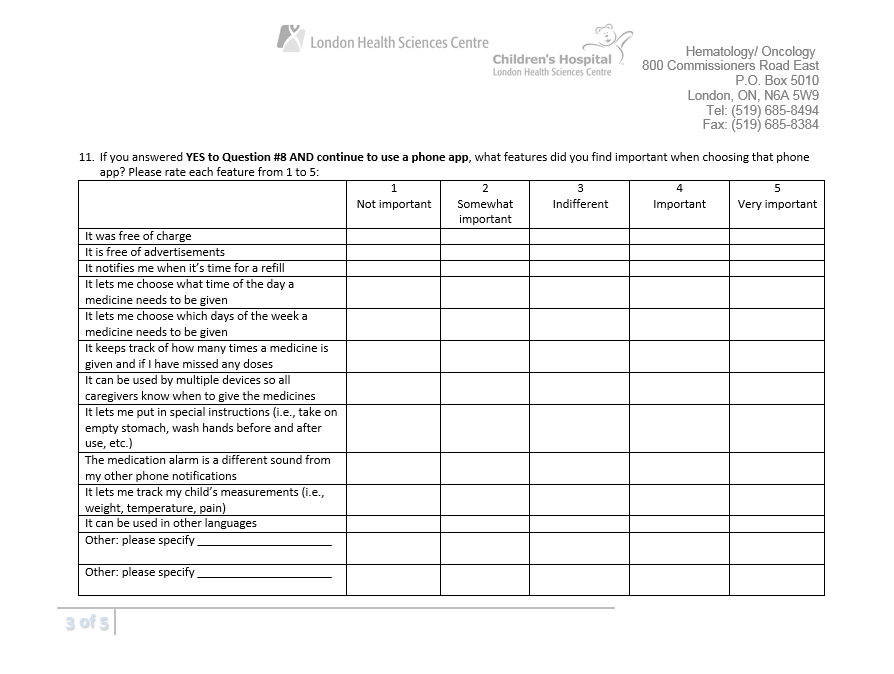 London Health Sciences Centre
Children's Hospital
London Health Sciences Centre
Hematology/ Oncology
800 Commissioners Road East
P.O. Box 5010
London, ON, N6A 5W9
Tel: (519) 685-8494
Fax: (519) 685-8384
11. If you answered YES to Question #8 AND continue to use a phone app, what features did you find important when choosing that phone
app? Please rate each feature from 1 to 5:
1 2 3 4 5
Not important Somewhat Indifferent Important Very important
important
It was free of charge
It is free of advertisements
It notifies me when it's time for a refill
It lets me choose what time of the day a
medicine needs to be given
It lets me choose which days of the week a
medicine needs to be given
It keeps track of how many times a medicine is
given and if I have missed any doses
It can be used by multiple devices so all
caregivers know when to give the medicines
It lets me put in special instructions (i.e., take on
empty stomach, wash hands before and after
use, etc.)
The medication alarm is a different sound from
my other phone notifications
It lets me track my child's measurements (i.e.,
weight, temperature, pain)
It can be used in other languages
Other: please specify ______________________
Other: please specify ______________________
3 of 5